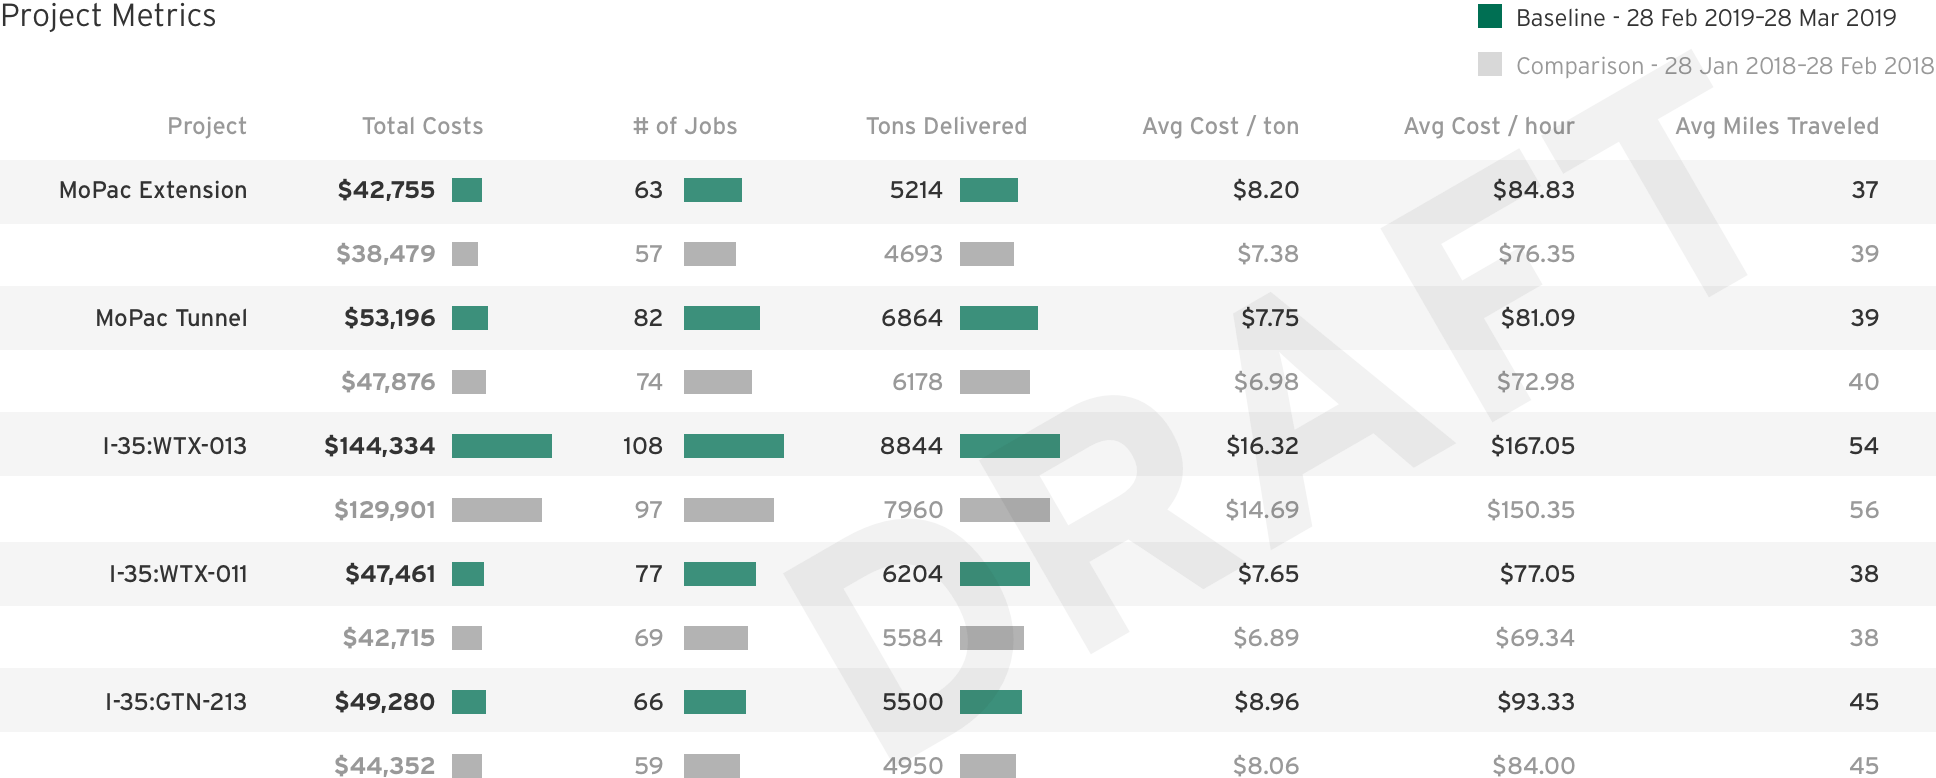 Project Metrics
Baseline - 28 Feb 2019–28 Mar 2019
Comparison - 28 Jan 2018–28 Feb 2018
Project Total Costs # of Jobs Tons Delivered Avg Cost / ton Avg Cost / hour Avg Miles Traveled
MoPac Extension $42,755 63 5214 $8.20 $84.83 37
$38,479 57 4693 $7.38 $76.35 39
MoPac Tunnel $53,196 82 6864 $7.75 $81.09 39
$47,876 74 6178 $6.98 $72.98 40
I-35:WTX-013 $144,334 108 8844 $16.32 $167.05 54
$129,901 97 7960 $14.69 $150.35 56
I-35:WTX-011 $47,461 77 6204 $7.65 $77.05 38
$42,715 69 5584 $6.89 $69.34 38
I-35:GTN-213 $49,280 66 5500 $8.96 $93.33 45
$44,352 59 4950 $8.06 $84.00 45
DRAFT